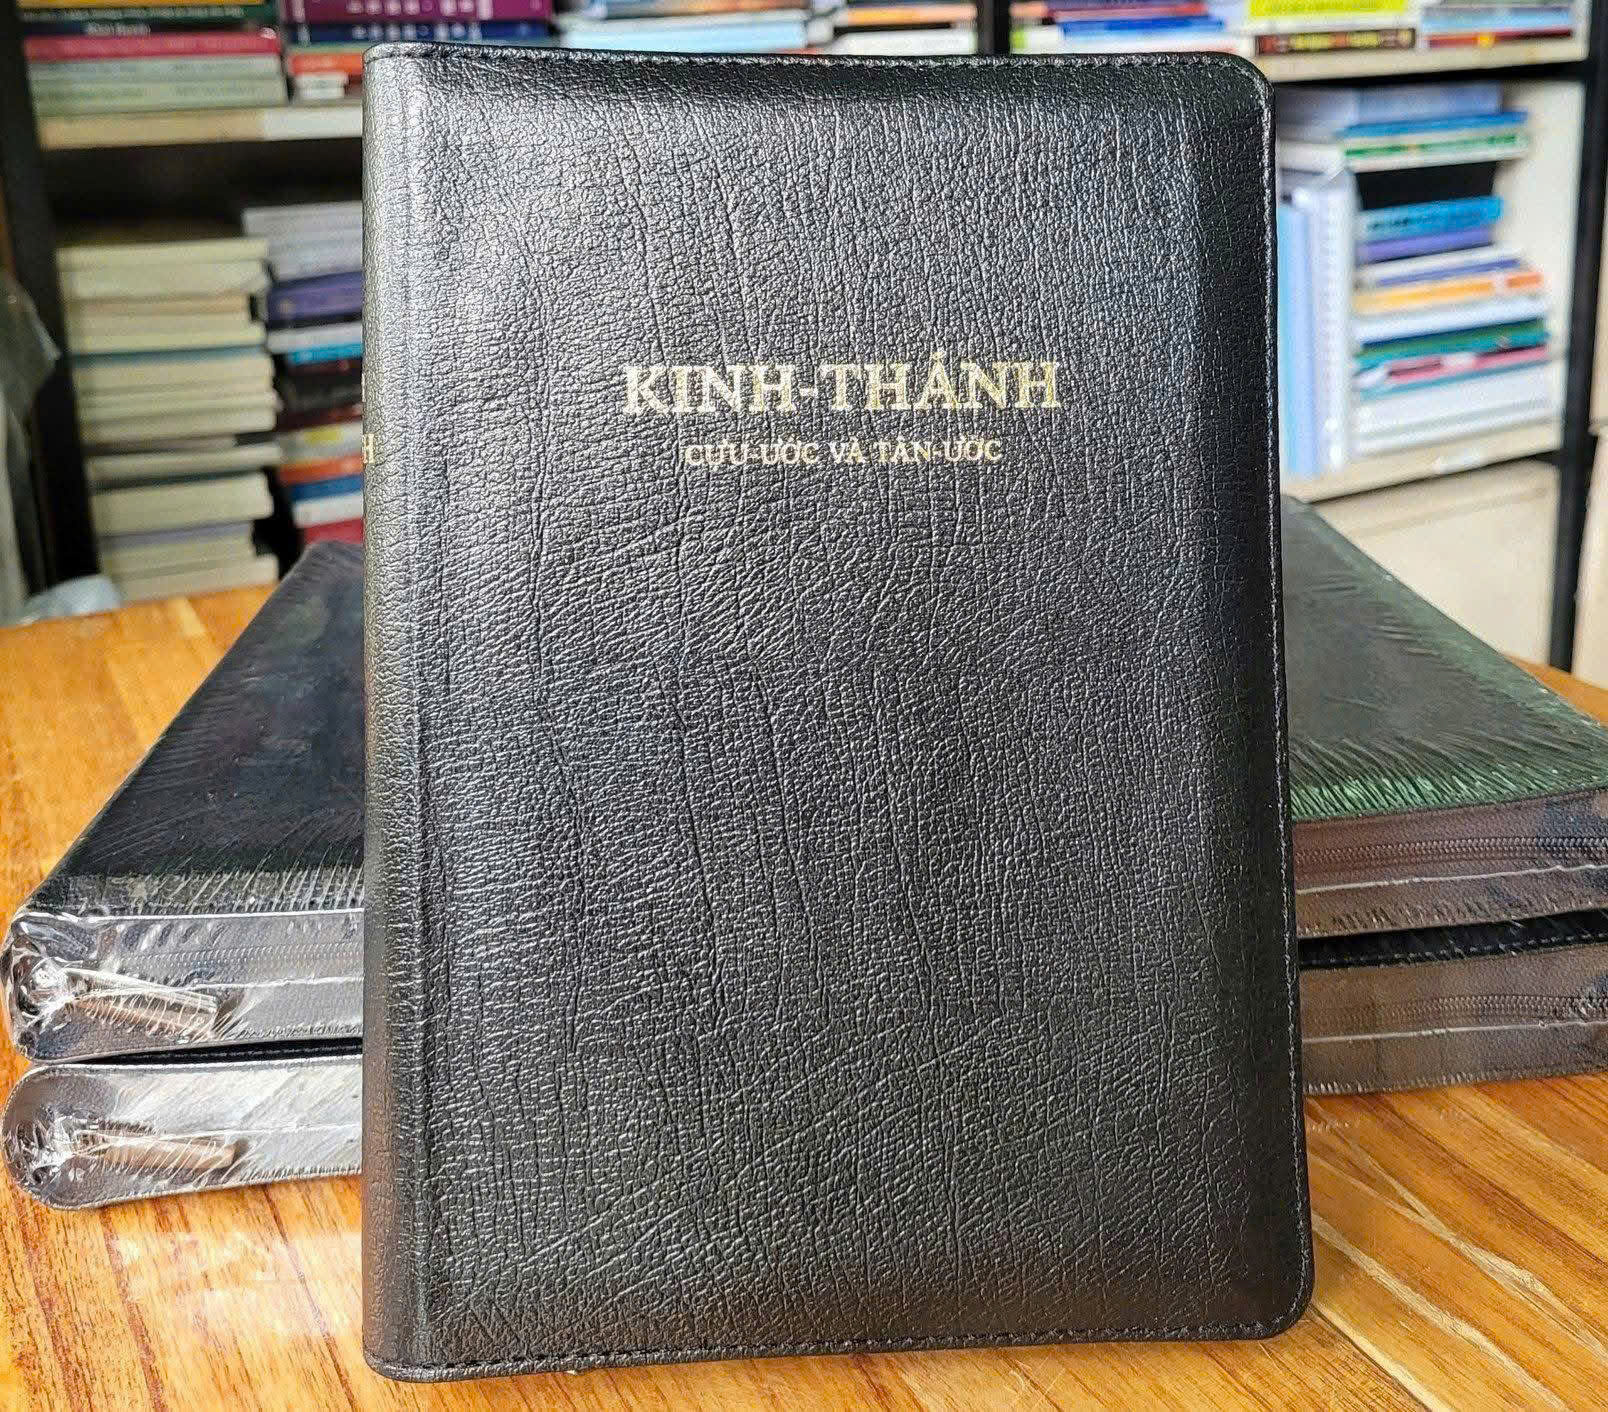 KINH-THÁNH
CỰU-ƯỚC VÀ TÂN-ƯỚC
H